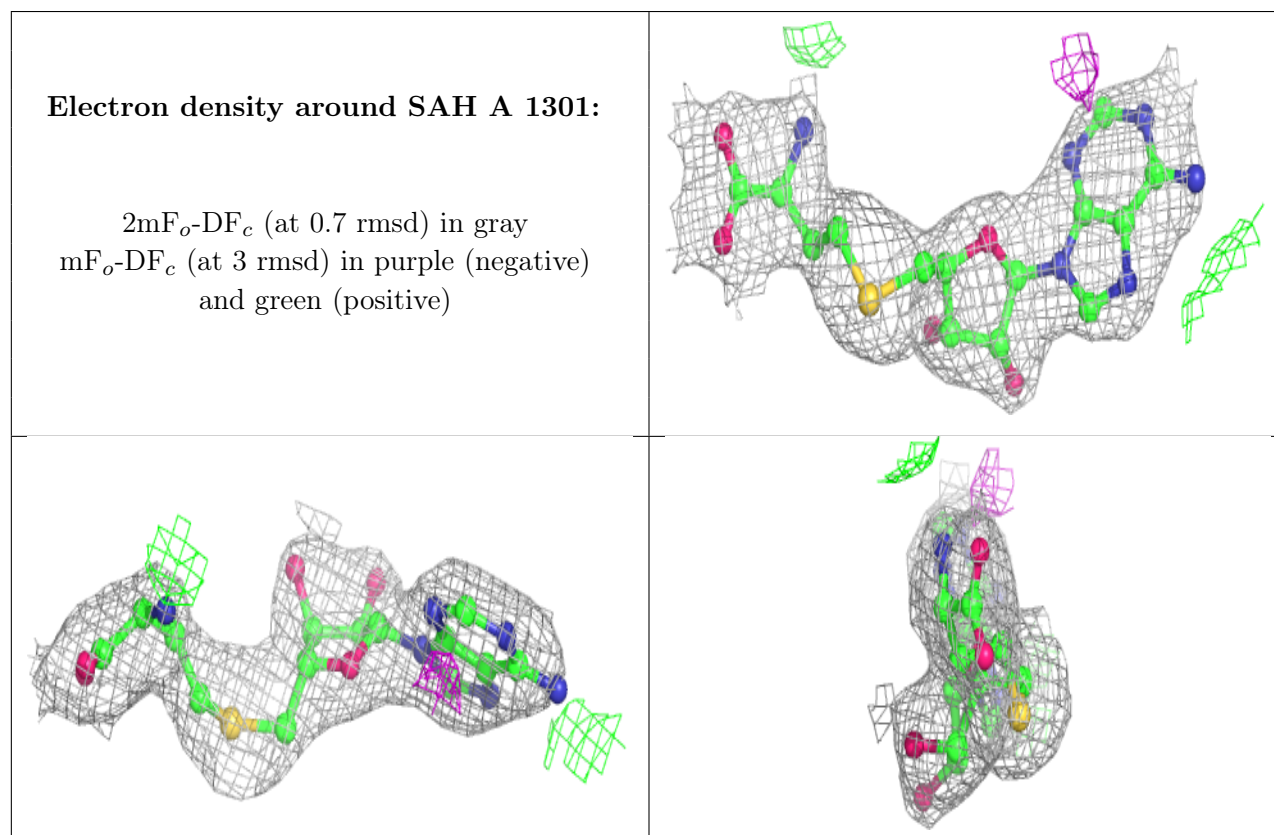 Electron density around SAH A 1301:
2mFo-DFc (at 0.7 rmsd) in gray
mFo-DFc (at 3 rmsd) in purple (negative)
and green (positive)